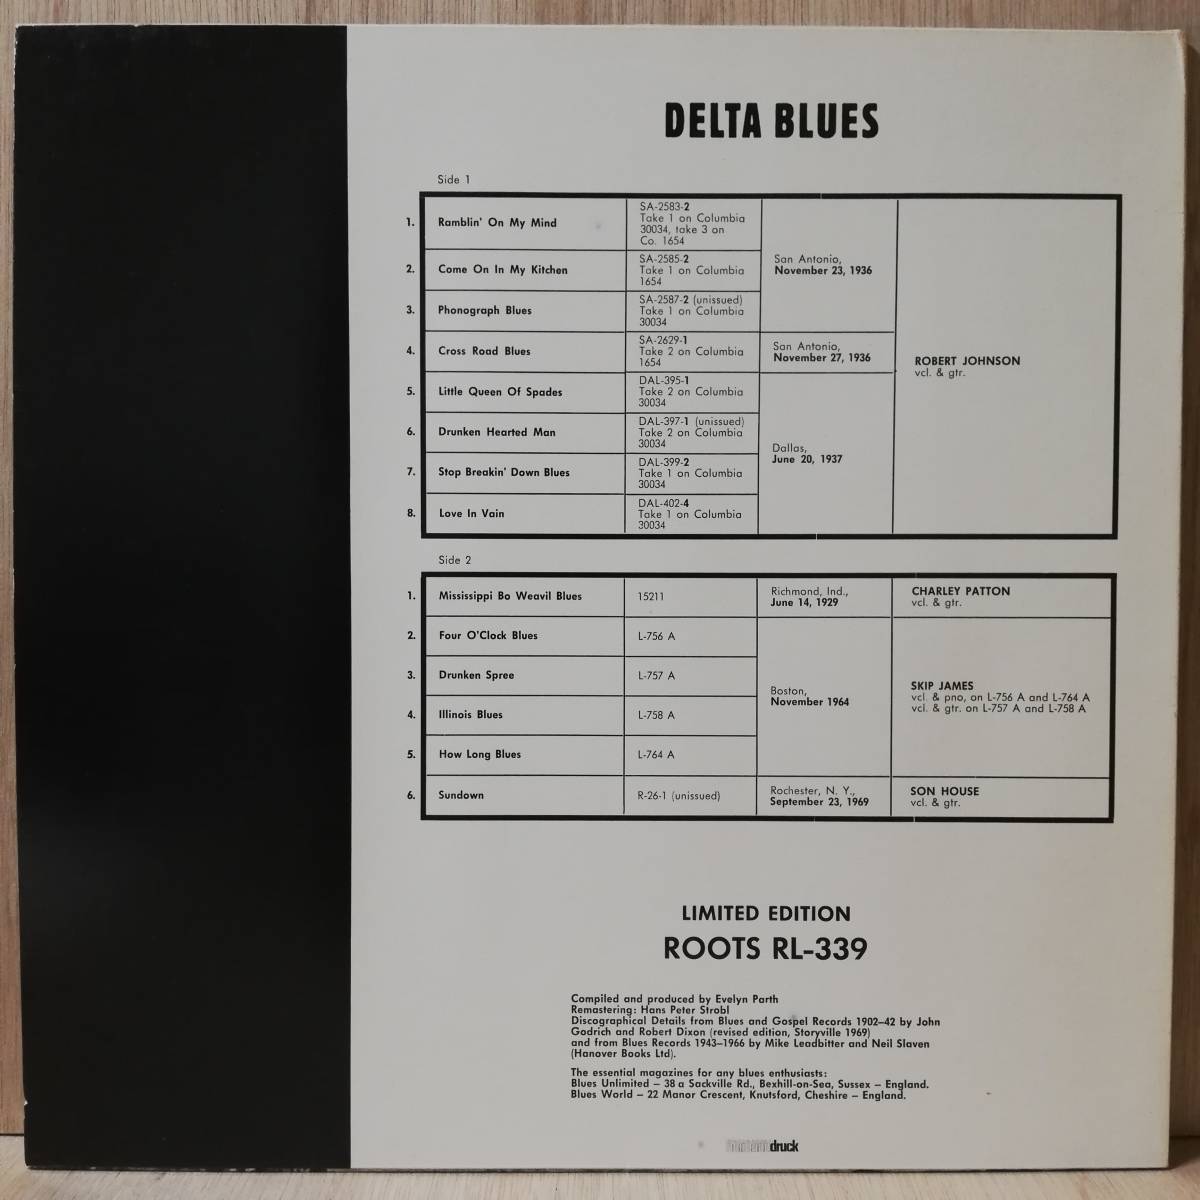 DELTA BLUES
Side 1
1. Ramblin' On My Mind
SA-2583-2
Take 1 on Columbia
30034, take 3 on
Co. 1654
San Antonio,
November 23, 1936
ROBERT JOHNSON
vcl. & gtr.
2. Come On In My Kitchen
SA-2585-2
Take 1 on Columbia
1654
3. Phonograph Blues
SA-2587-2 (unissued)
Take 1 on Columbia
30034
4. Cross Road Blues
SA-2629-1
Take 2 on Columbia
1654
San Antonio,
November 27, 1936
5. Little Queen Of Spades
DAL-395-1
Take 2 on Columbia
30034
Dallas,
June 20, 1937
6. Drunken Hearted Man
DAL-397-1 (unissued)
Take 2 on Columbia
30034
7. Stop Breakin' Down Blues
DAL-399-2
Take 1 on Columbia
30034
8. Love In Vain
DAL-402-4
Take 1 on Columbia
30034
Side 2
1. Mississippi Bo Weavil Blues
15211
Richmond, Ind.,
June 14, 1929
CHARLEY PATTON
vcl. & gtr.
2. Four O'Clock Blues
L-756 A
Boston,
November 1964
SKIP JAMES
vcl. & pno, on L-756 A and L-764 A
vcl. & gtr. on L-757 A and L-758 A
3. Drunken Spree
L-757 A
4. Illinois Blues
L-758 A
5. How Long Blues
L-764 A
6. Sundown
R-26-1 (unissued)
Rochester, N. Y.,
September 23, 1969
SON HOUSE
vcl. & gtr.
LIMITED EDITION
ROOTS RL-339
Compiled and produced by Evelyn Parth
Remastering: Hans Peter Strobl
Discographical Details from Blues and Gospel Records 1902–42 by John
Godrich and Robert Dixon (revised edition, Storyville 1969)
and from Blues Records 1943–1966 by Mike Leadbitter and Neil Slaven
(Hanover Books Ltd).
The essential magazines for any blues enthusiasts:
Blues Unlimited – 38 a Sackville Rd., Bexhill-on-Sea, Sussex – England.
Blues World – 22 Manor Crescent, Knutsford, Cheshire – England.
druck